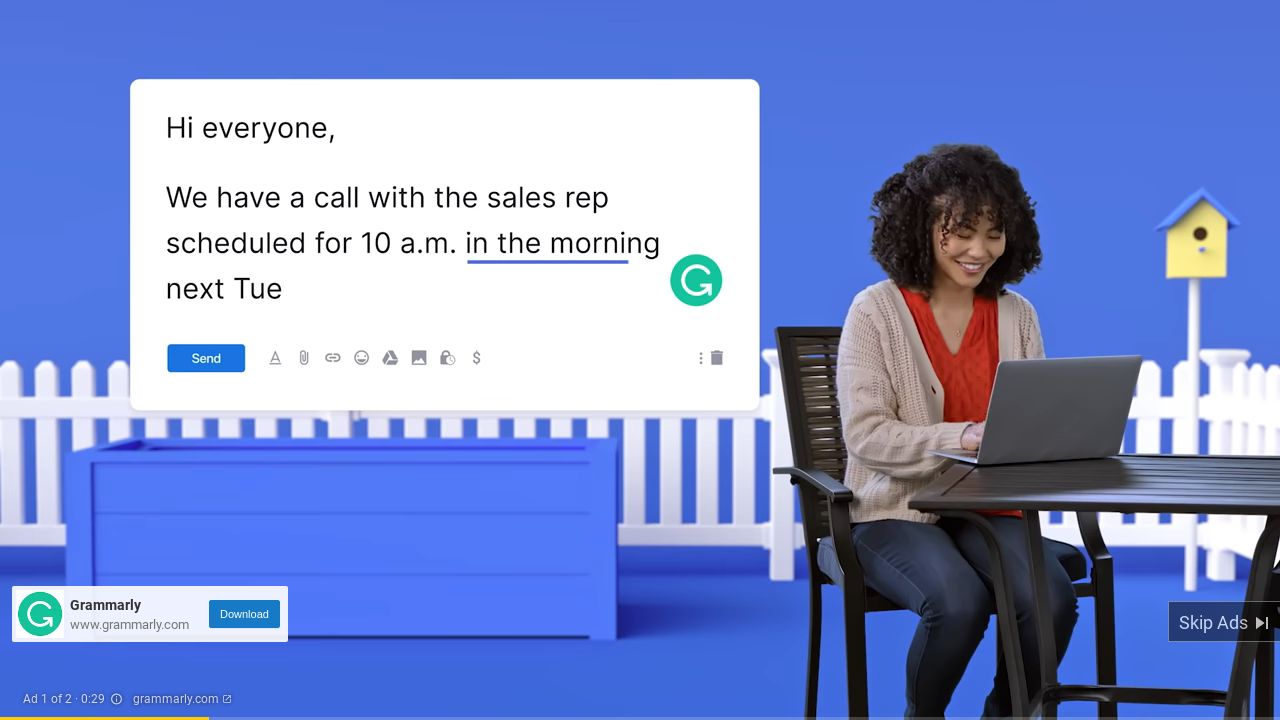 Hi everyone,
We have a call with the sales rep
scheduled for 10 a.m. in the morning
next Tue
Send
Grammarly
www.grammarly.com
Download
Skip Ads
Ad 1 of 2 · 0:29
grammarly.com